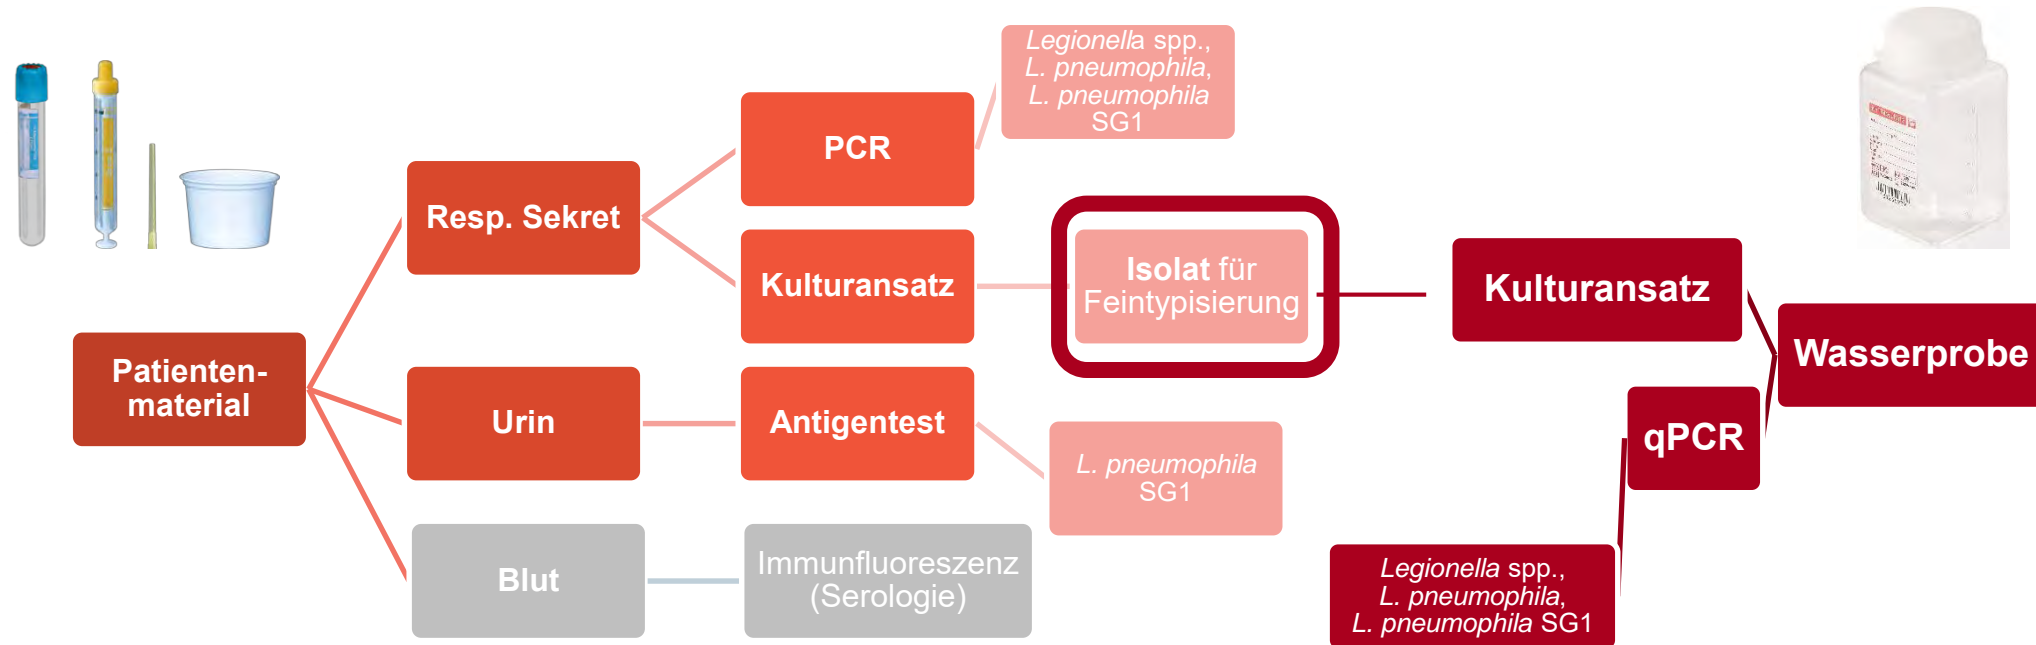 Legionella spp.,
L. pneumophila,
L. pneumophila
SG1
PCR
Resp. Sekret
Kulturansatz
Isolat für
Feintypisierung
Kulturansatz
Wasserprobe
Patienten-
material
Urin
Antigentest
L. pneumophila
SG1
qPCR
Blut
Immunfluoreszenz
(Serologie)
Legionella spp.,
L. pneumophila,
L. pneumophila SG1